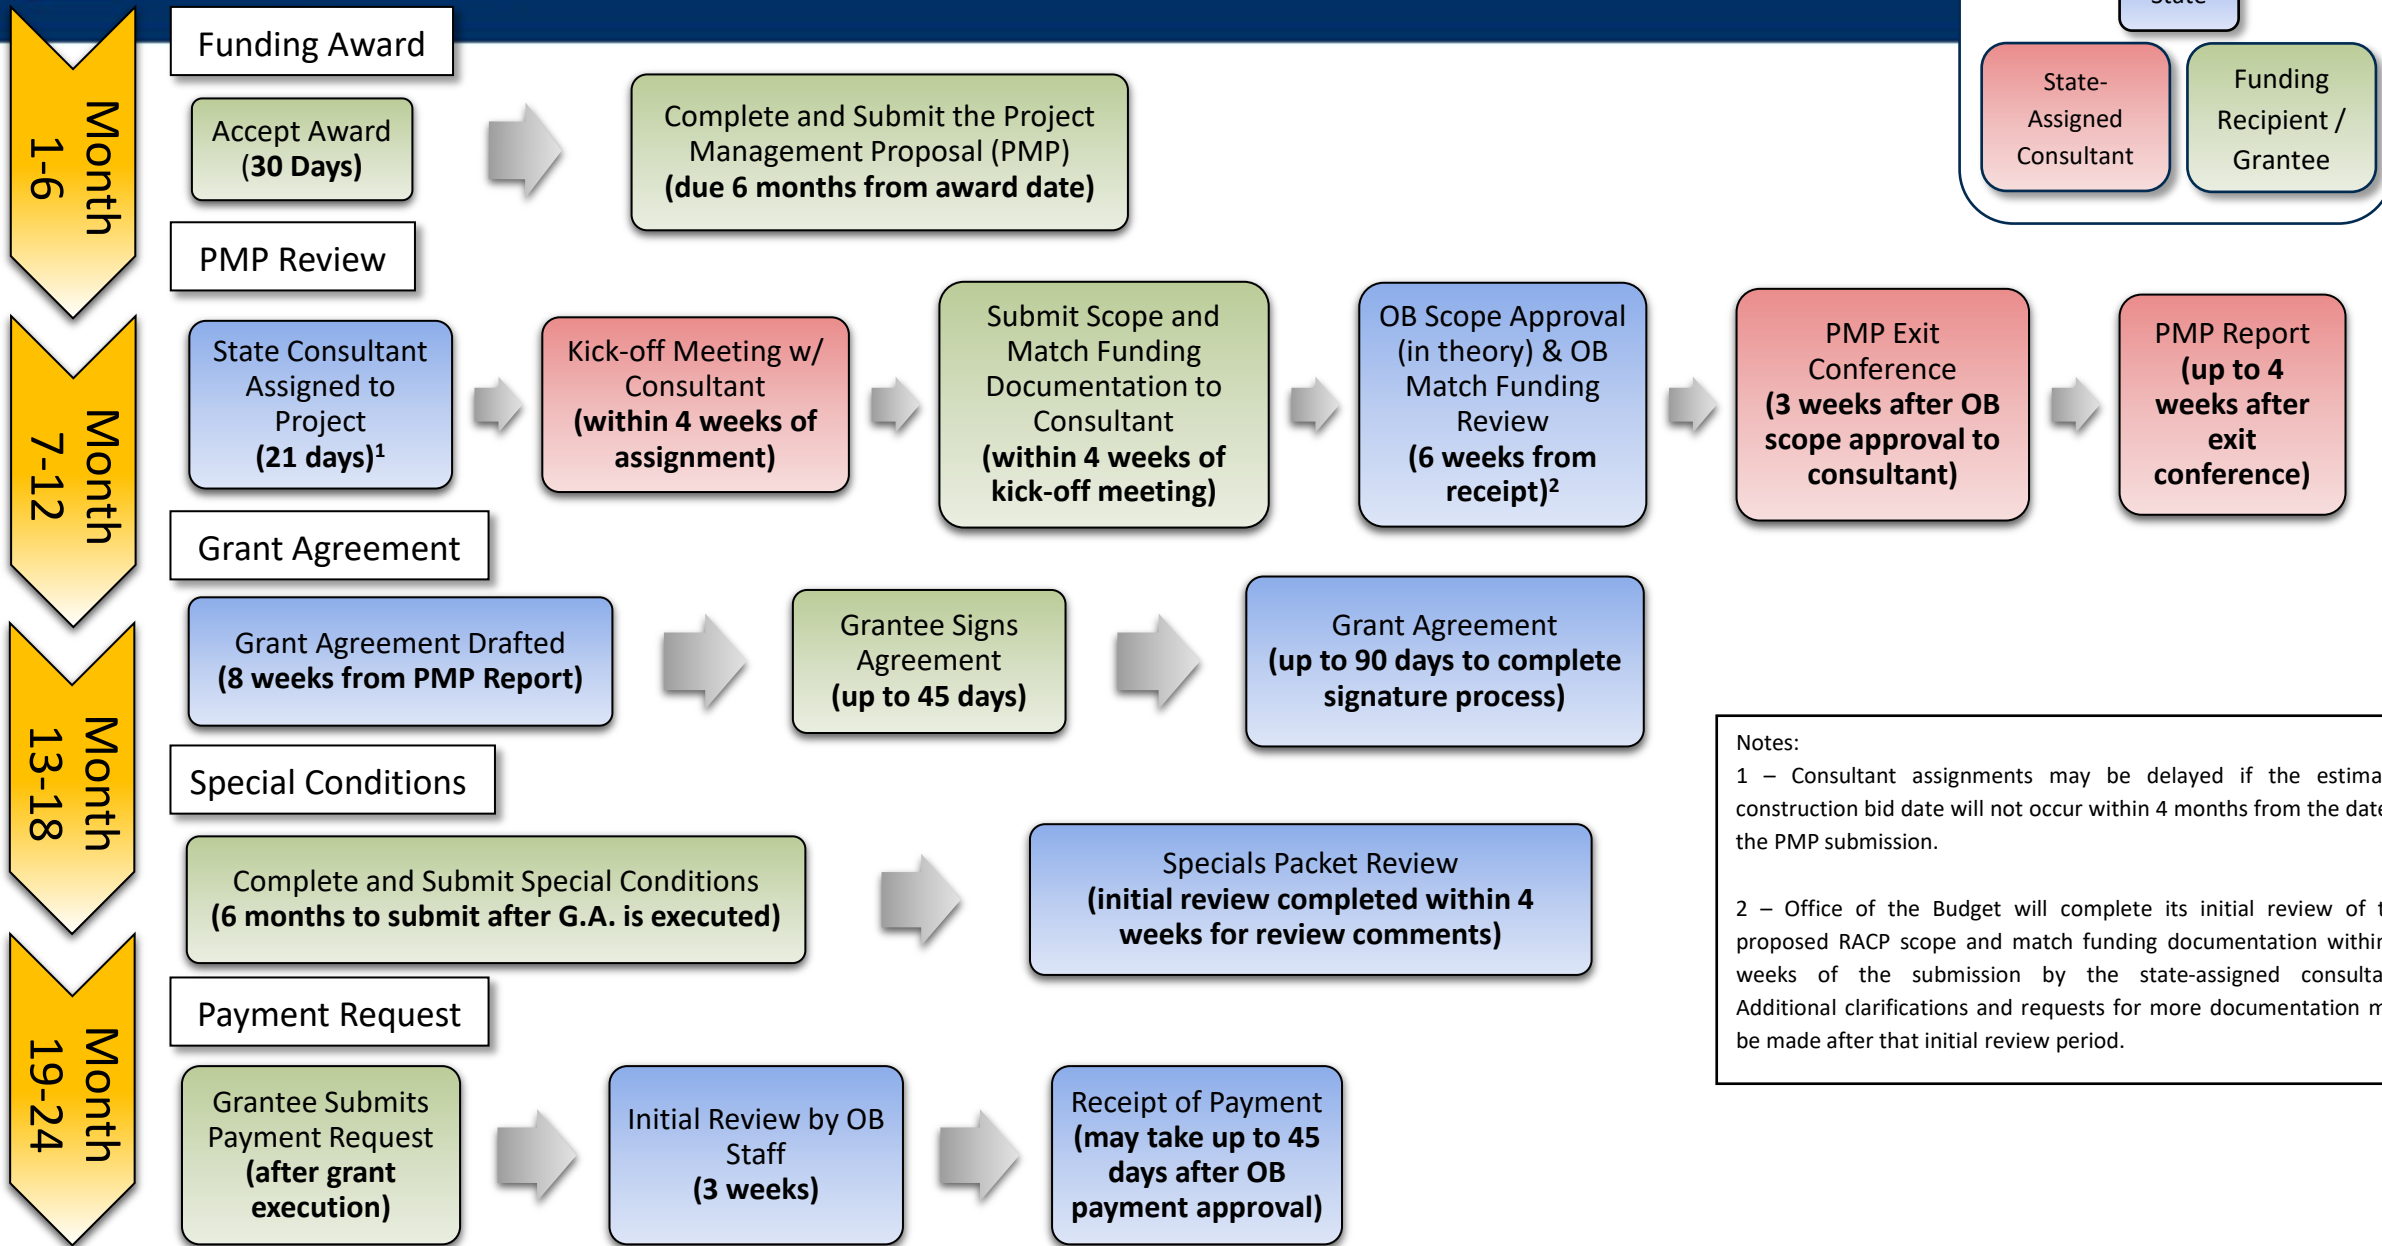 State
State-
Assigned
Consultant
Funding
Recipient /
Grantee
Month
1-6
Funding Award
Accept Award
(30 Days)
Complete and Submit the Project
Management Proposal (PMP)
(due 6 months from award date)
PMP Review
Month
7-12
State Consultant
Assigned to
Project
(21 days)1
Kick-off Meeting w/
Consultant
(within 4 weeks of
assignment)
Submit Scope and
Match Funding
Documentation to
Consultant
(within 4 weeks of
kick-off meeting)
OB Scope Approval
(in theory) & OB
Match Funding
Review
(6 weeks from
receipt)2
PMP Exit
Conference
(3 weeks after OB
scope approval to
consultant)
PMP Report
(up to 4
weeks after
exit
conference)
Grant Agreement
Month
13-18
Grant Agreement Drafted
(8 weeks from PMP Report)
Grantee Signs
Agreement
(up to 45 days)
Grant Agreement
(up to 90 days to complete
signature process)
Special Conditions
Complete and Submit Special Conditions
(6 months to submit after G.A. is executed)
Specials Packet Review
(initial review completed within 4
weeks for review comments)
Month
19-24
Payment Request
Grantee Submits
Payment Request
(after grant
execution)
Initial Review by OB
Staff
(3 weeks)
Receipt of Payment
(may take up to 45
days after OB
payment approval)
Notes:
1 – Consultant assignments may be delayed if the
construction bid date will not occur within 4 months from the date
the PMP submission.
2 – Office of the Budget will complete its initial review of
proposed RACP scope and match funding documentation within
weeks of the submission by the state-assigned
Additional clarifications and requests for more documentation
be made after that initial review period.